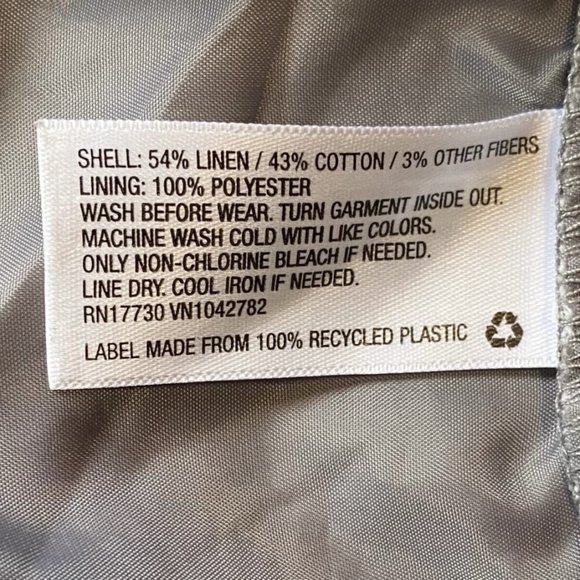 SHELL: 54% LINEN / 43% COTTON / 3% OTHER FIBERS
LINING: 100% POLYESTER
WASH BEFORE WEAR. TURN GARMENT INSIDE OUT.
MACHINE WASH COLD WITH LIKE COLORS.
ONLY NON-CHLORINE BLEACH IF NEEDED.
LINE DRY. COOL IRON IF NEEDED.
RN17730 VN1042782
LABEL MADE FROM 100% RECYCLED PLASTIC